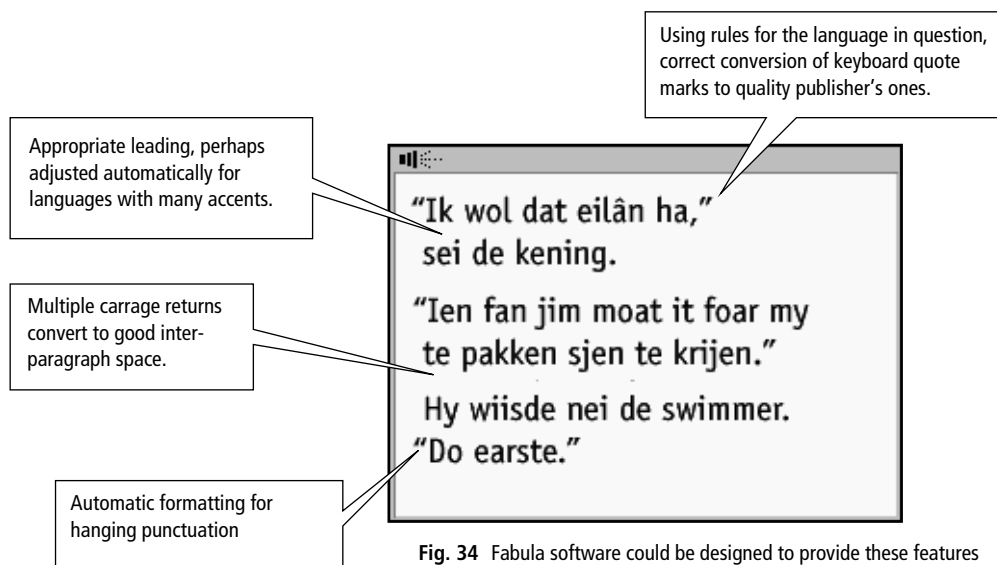 Using rules for the language in question,
correct conversion of keyboard quote
marks to quality publisher’s ones.
Appropriate leading, perhaps
adjusted automatically for
languages with many accents.
“Ik wol dat eilân ha,”
sei de kening.
Multiple carrage returns
convert to good inter-
paragraph space.
“Ien fan jim moat it foar my
te pakken sjen te krijen.”
Hy wiisde nei de swimmer.
“Do earste.”
Automatic formatting for
hanging punctuation
Fig. 34 Fabula software could be designed to provide these features